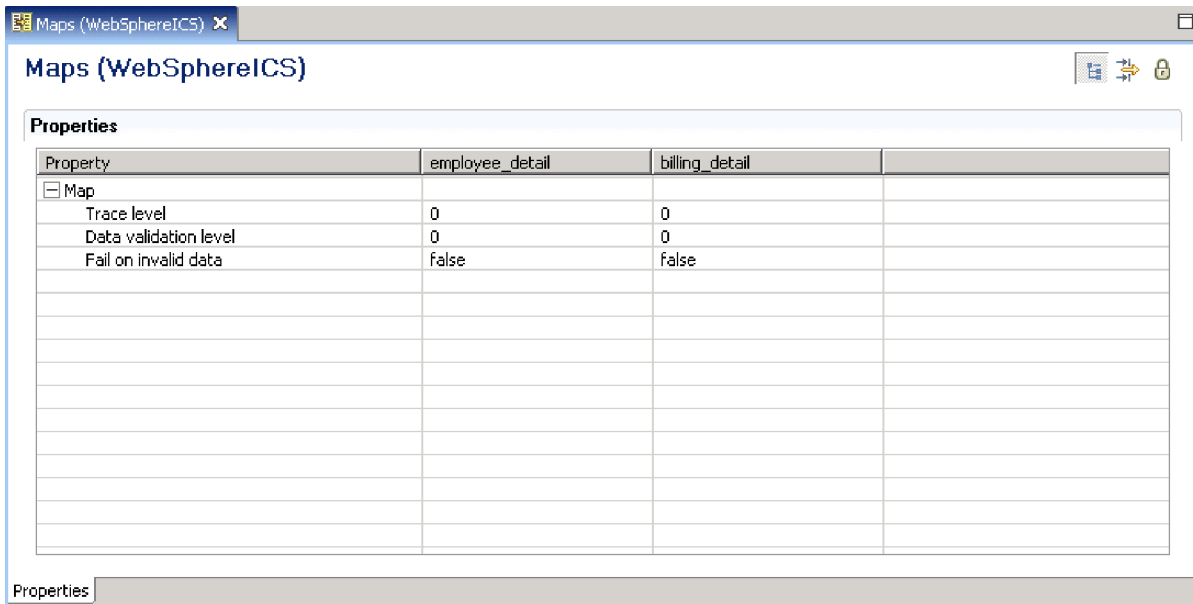 Maps (WebSphereICS)
Maps (WebSphereICS)
Properties
Property employee_detail billing_detail
Map
Trace level 0 0
Data validation level 0 0
Fail on invalid data false false
Properties